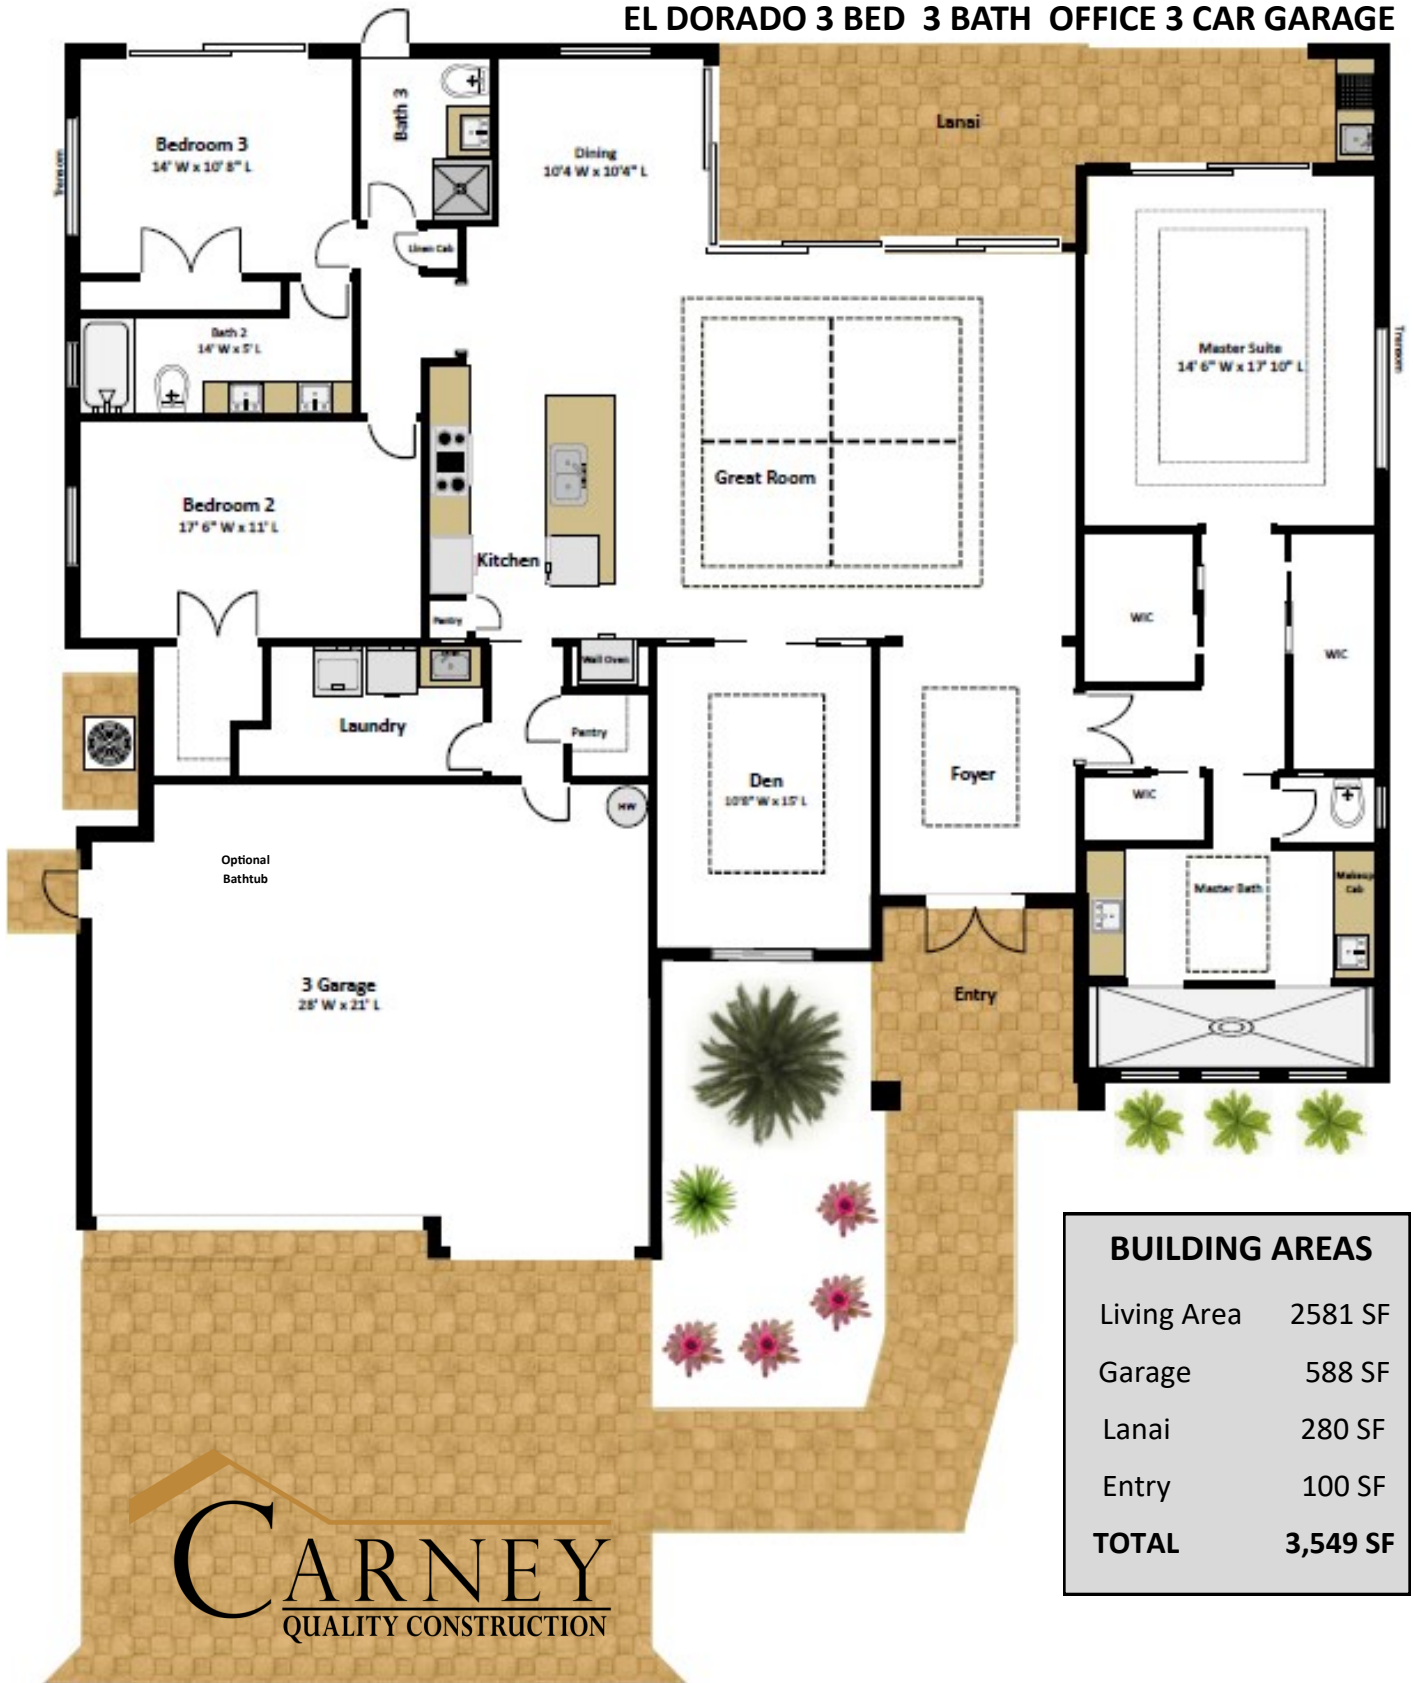 EL DORADO 3 BED 3 BATH OFFICE 3 CAR GARAGE
Lanai
Bath 3
Bedroom 3
14' W x 10' 8" L
Dining
10'4 W x 10'4" L
Transom
Linen Cab
Bath 2
14' W x 5' L
Master Suite
14' 6" W x 17' 10" L
Transom
Great Room
Bedroom 2
17' 6" W x 11' L
Kitchen
Pantry
WIC
WIC
Wall Oven
Laundry
Pantry
Den
10'8" W x 15' L
Foyer
WIC
HW
Optional
Bathtub
Master Bath
Makeup
Cab
3 Garage
28' W x 21' L
Entry
BUILDING AREAS
Living Area 2581 SF
Garage 588 SF
Lanai 280 SF
Entry 100 SF
TOTAL 3,549 SF
CARNEY
QUALITY CONSTRUCTION